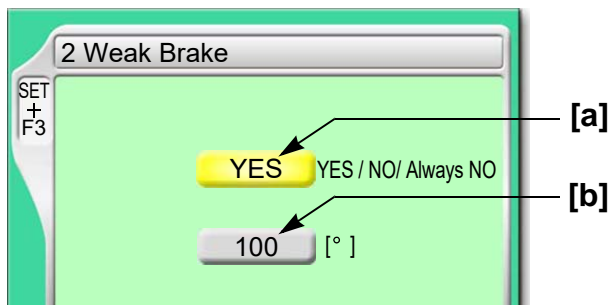 2 Weak Brake
SET
+
F3
[a]
YES YES / NO/ Always NO
[b]
100 [° ]